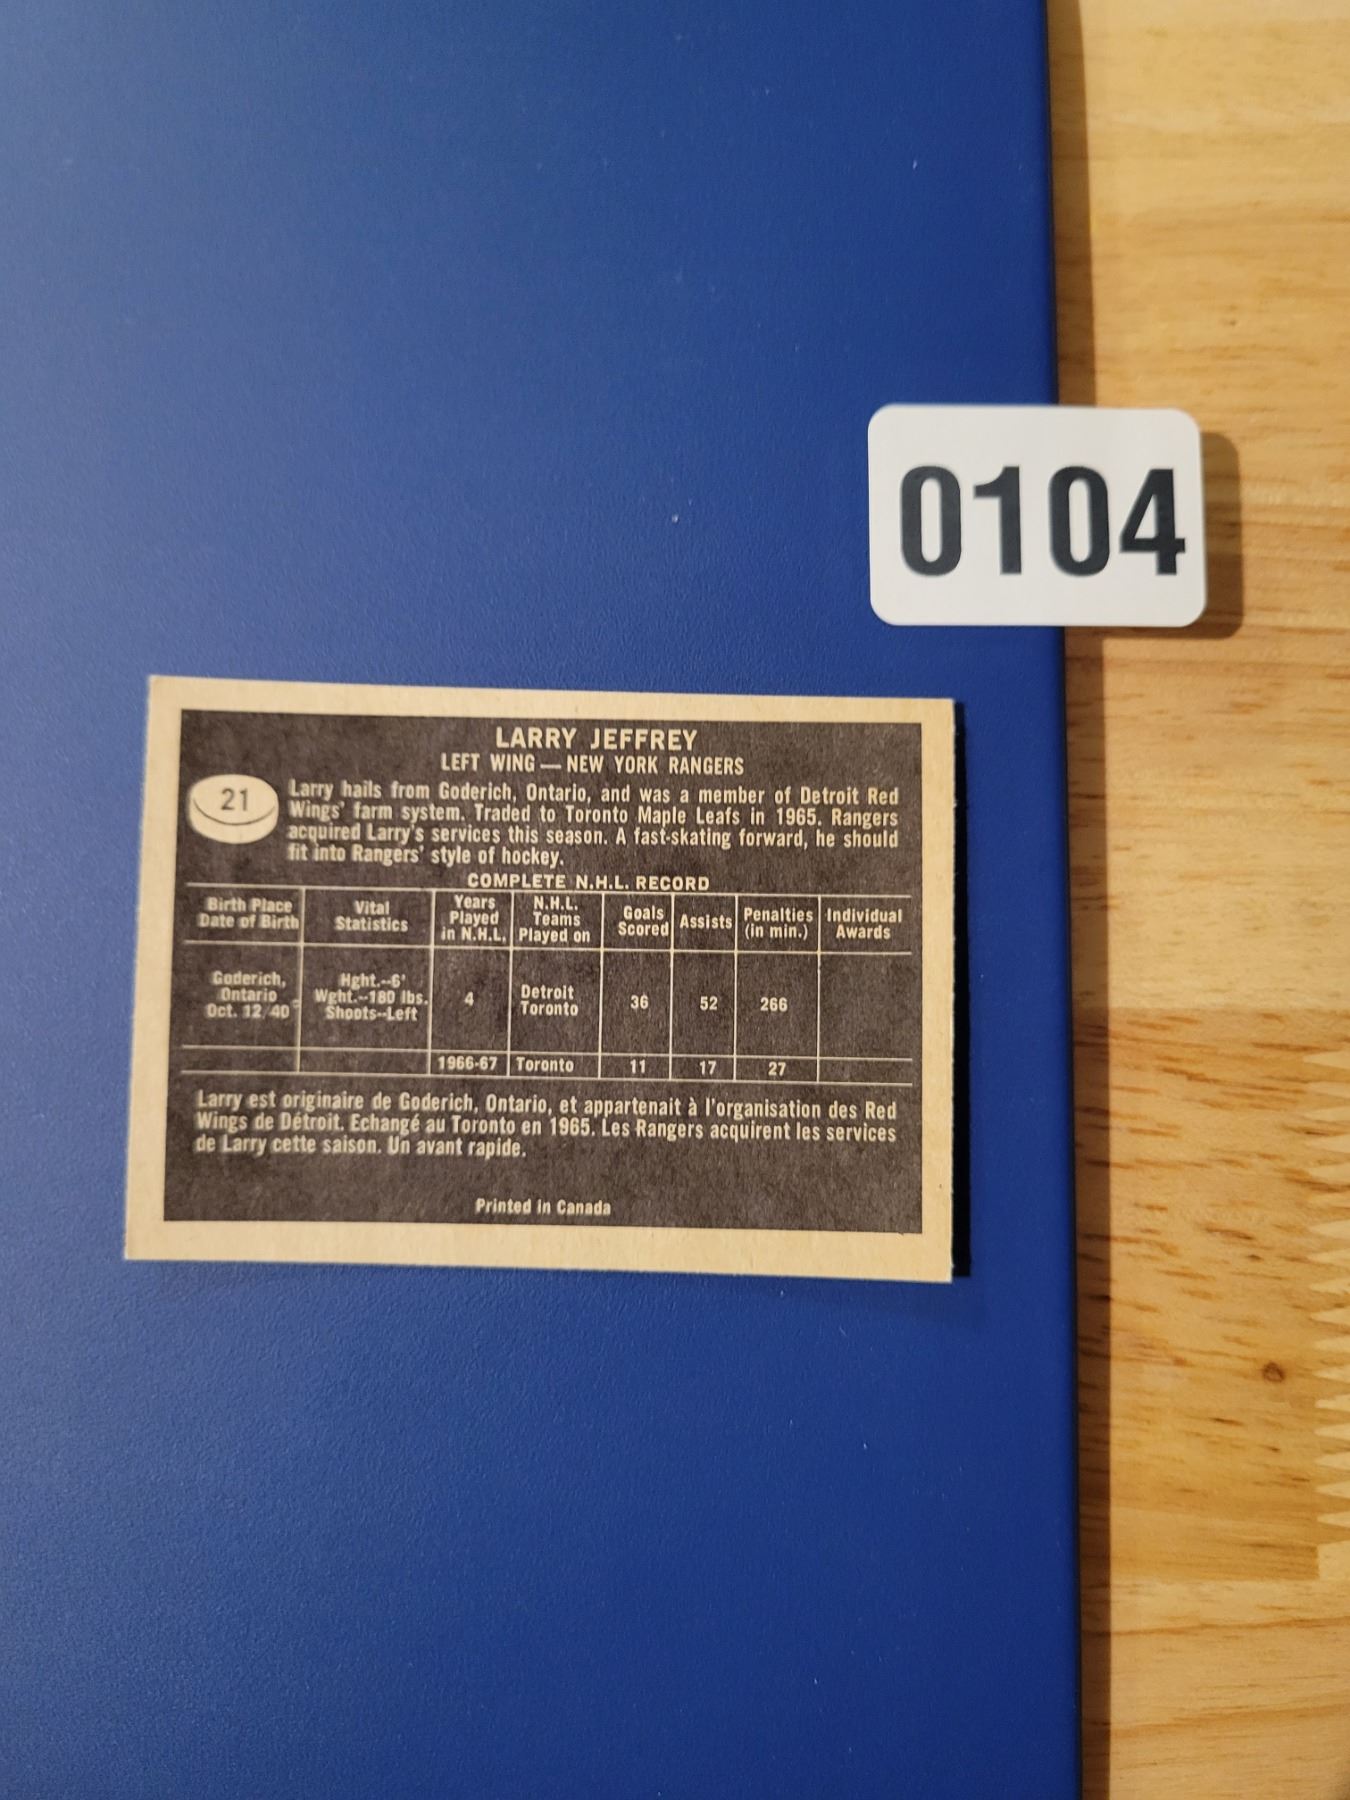 0104
LARRY JEFFREY
LEFT WING — NEW YORK RANGERS
21
Larry hails from Goderich, Ontario, and was a member of Detroit Red
Wings' farm system. Traded to Toronto Maple Leafs in 1965. Rangers
acquired Larry's services this season. A fast-skating forward, he should
fit into Rangers' style of hockey.
COMPLETE N.H.L. RECORD
Birth Place
Date of Birth
Vital
Statistics
Years
Played
in N.H.L.
N.H.L.
Teams
Played on
Goals
Scored
Assists
Penalties
(in min.)
Individual
Awards
Goderich,
Ontario
Oct. 12/40
Hght.--6'
Wght.--180 lbs.
Shoots--Left
4
Detroit
Toronto
36
52
266
1966-67
Toronto
11
17
27
Larry est originaire de Goderich, Ontario, et appartenait à l'organisation des Red
Wings de Détroit. Echangé au Toronto en 1965. Les Rangers acquirent les services
de Larry cette saison. Un avant rapide.
Printed in Canada